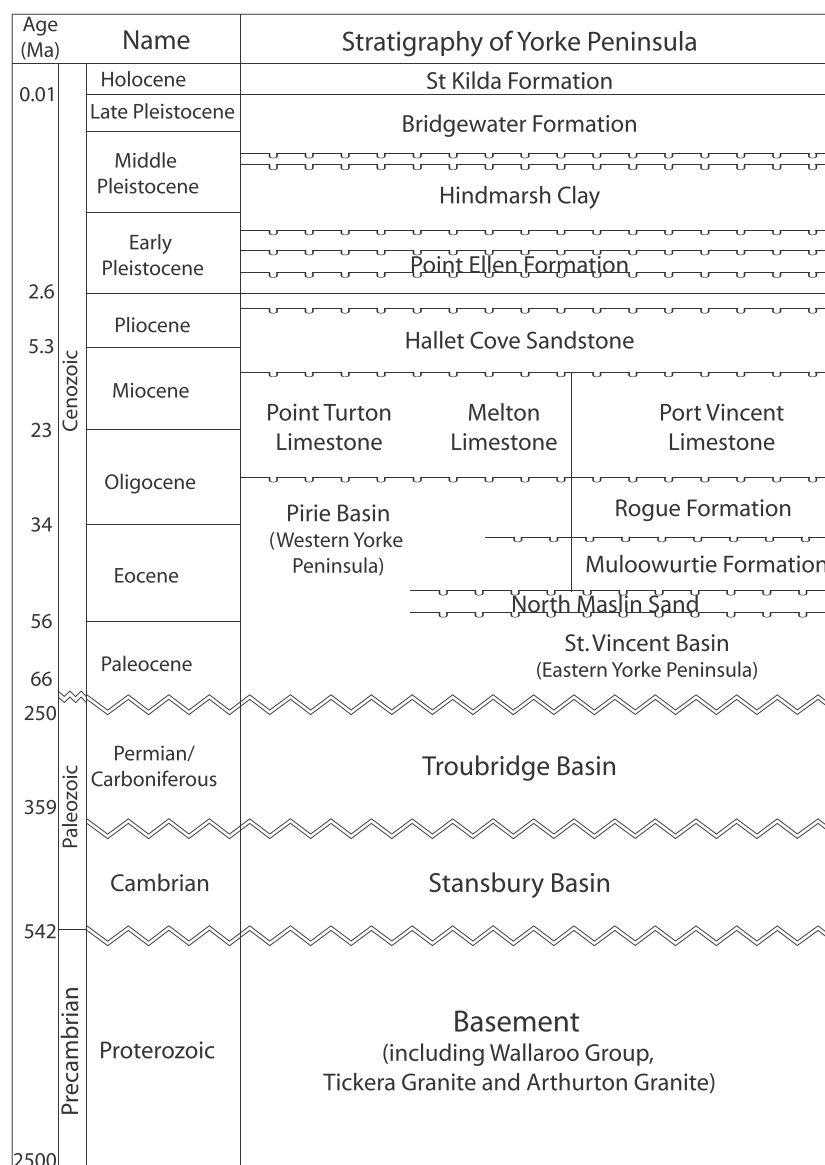 Age
(Ma)
Name
Stratigraphy of Yorke Peninsula
Holocene
St Kilda Formation
0.01
Late Pleistocene
Bridgewater Formation
Middle
Pleistocene
Hindmarsh Clay
Early
Pleistocene
Point Ellen Formation
2.6
Pliocene
Hallet Cove Sandstone
5.3
Cenozoic
Miocene
Point Turton
Limestone
Melton
Limestone
Port Vincent
Limestone
23
Oligocene
Pirie Basin
(Western Yorke
Peninsula)
Rogue Formation
34
Eocene
Muloowurtie Formation
North Maslin Sand
56
St. Vincent Basin
(Eastern Yorke Peninsula)
Paleocene
66
250
Permian/
Carboniferous
Troubridge Basin
359
Paleozoic
Cambrian
Stansbury Basin
542
Precambrian
Proterozoic
Basement
(including Wallaroo Group,
Tickera Granite and Arthurton Granite)
2500